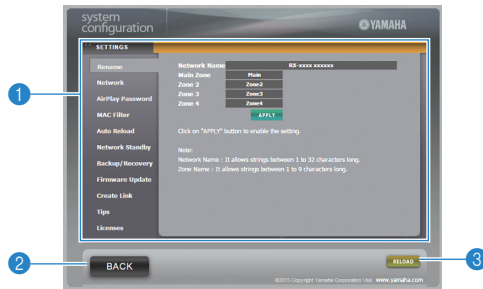 system
configuration
YAMAHA
SETTINGS
Rename
Network
AirPlay Password
MAC Filter
Auto Reload
Network Standby
Backup/Recovery
Firmware Update
Create Link
Tips
Licenses
Network Name RX-xxxx xxxxxx
Main Zone Main
Zone 2 Zone2
Zone 3 Zone3
Zone 4 Zone4
APPLY
Click on "APPLY" button to enable the setting.
Note:
Network Name : It allows strings between 1 to 32 characters long.
Zone Name : It allows strings between 1 to 9 characters long.
1
2
BACK
RELOAD
3
©2015 Copyright Yamaha Corporation Visit www.yamaha.com